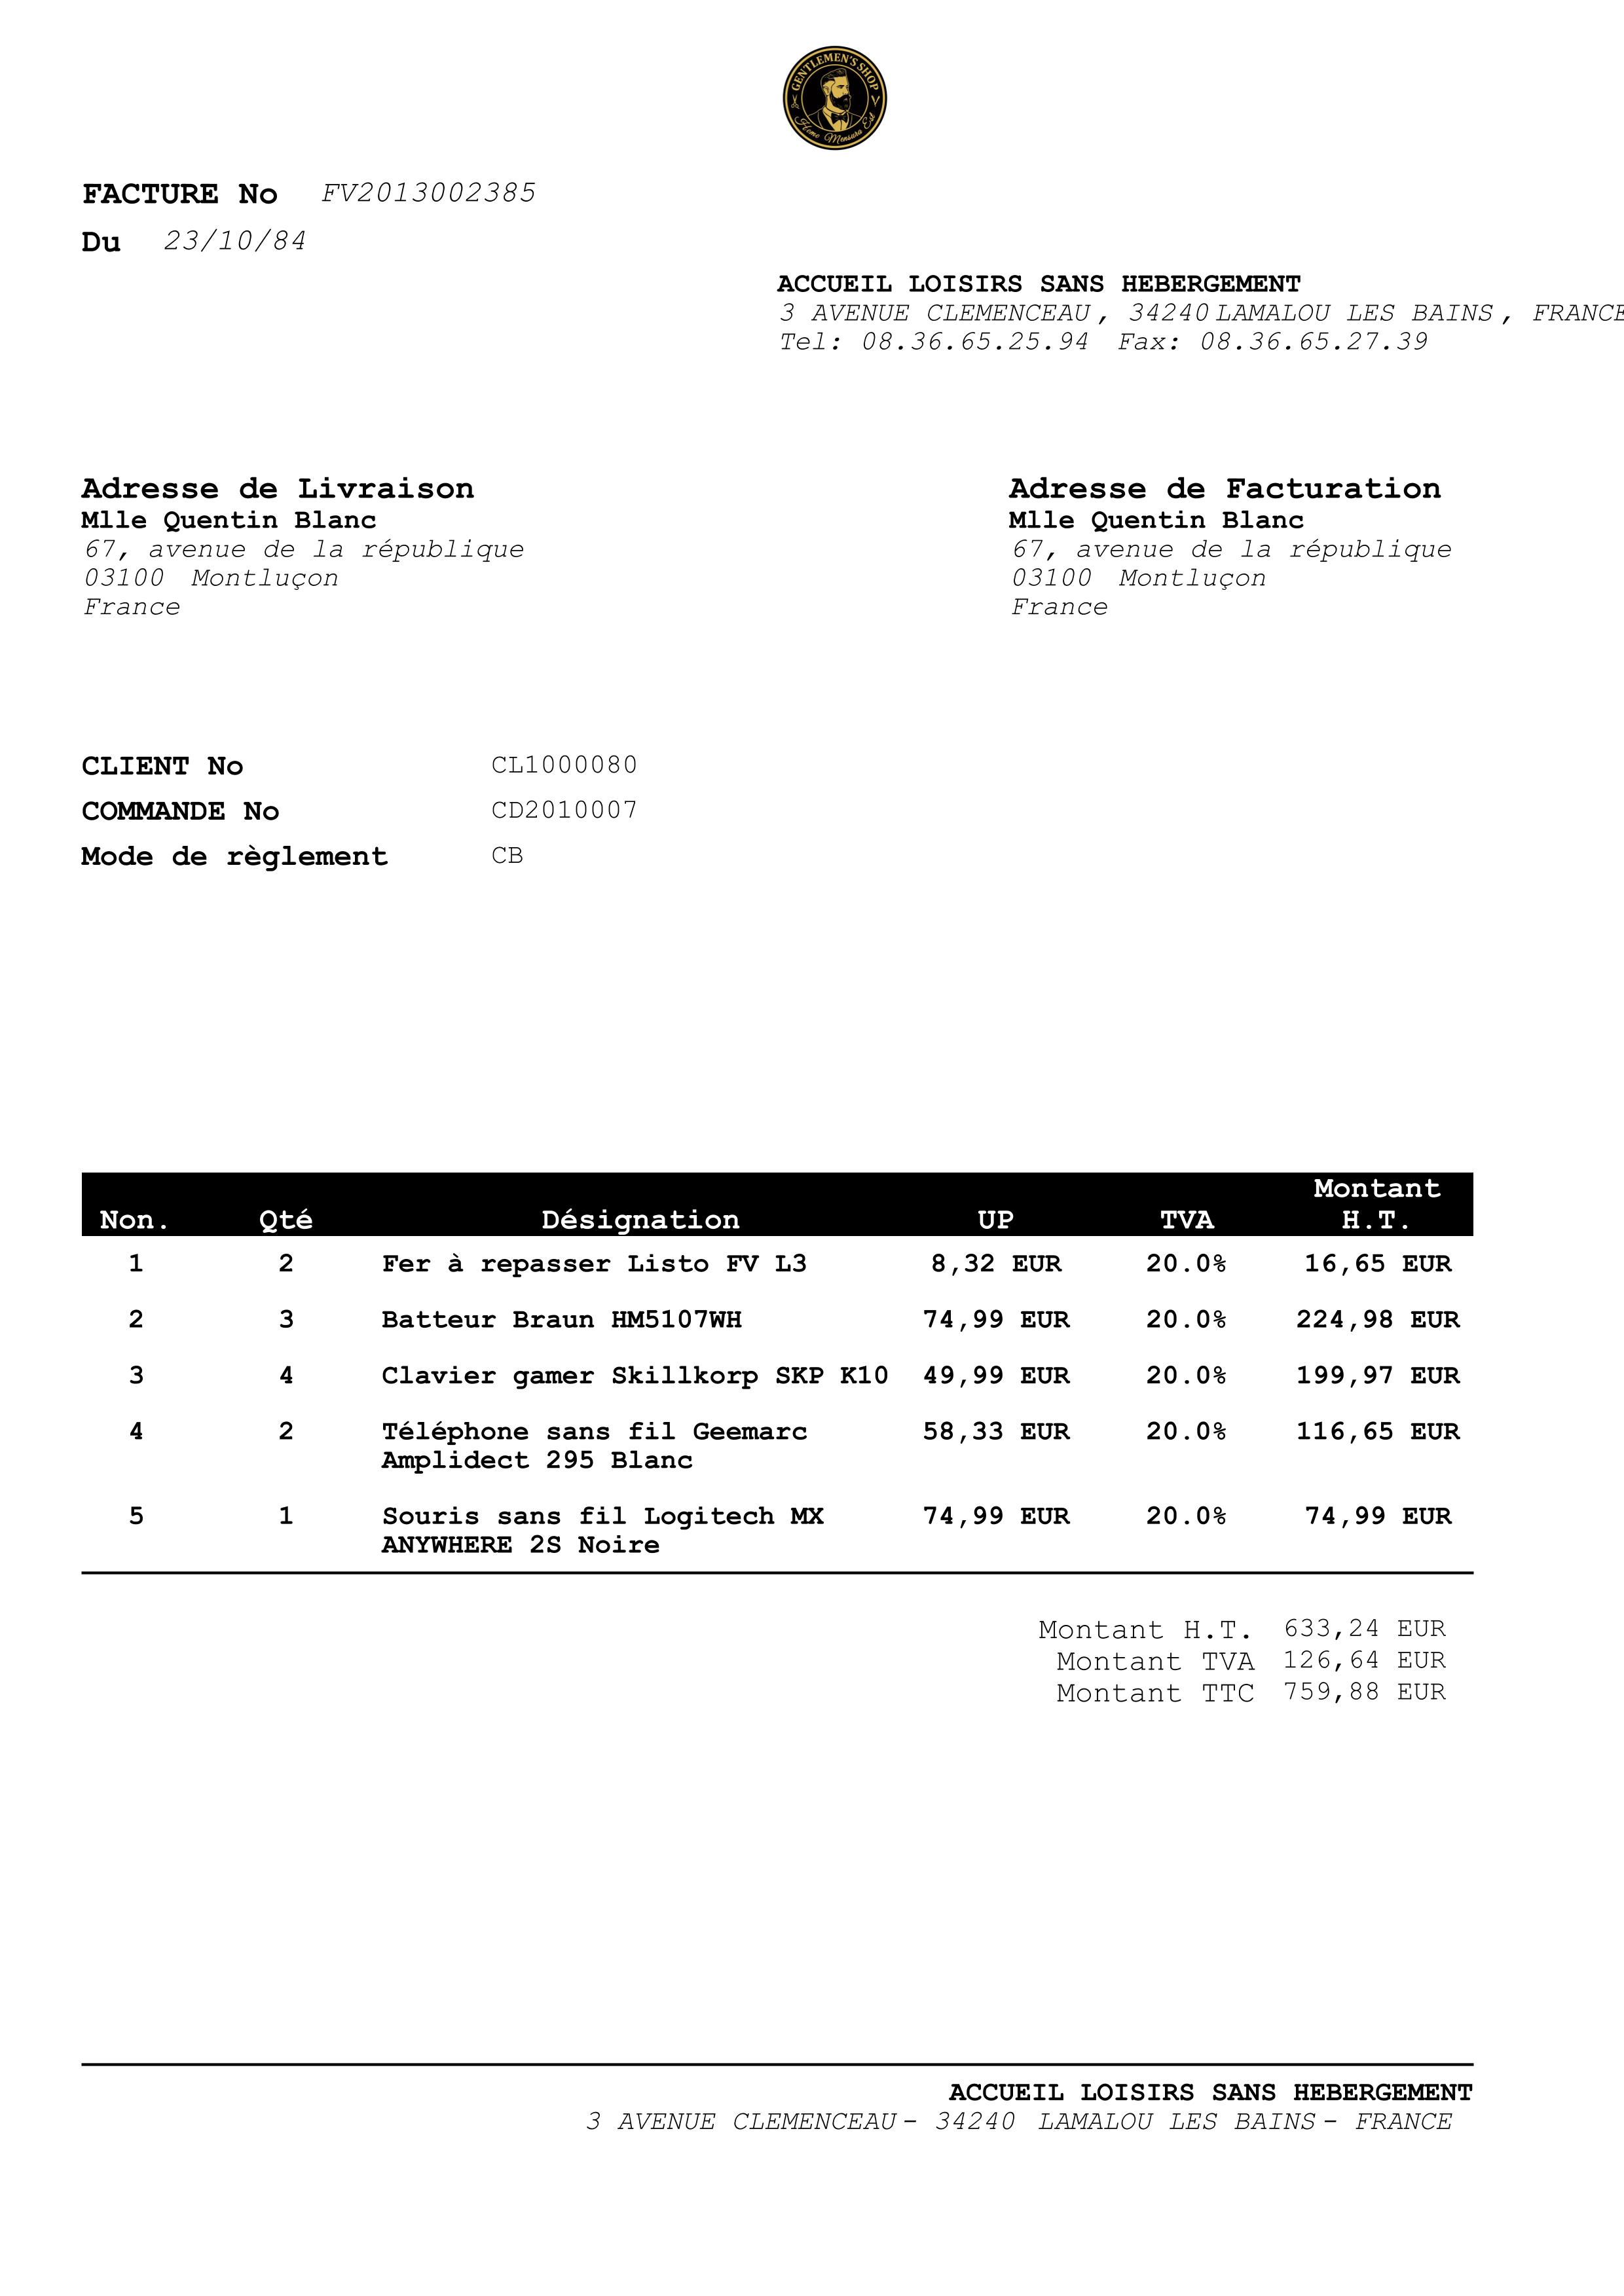 GENTLEMEN'S SHOP
Home Mensura Est
FACTURE No FV2013002385
Du 23/10/84
ACCUEIL LOISIRS SANS HEBERGEMENT
3 AVENUE CLEMENCEAU, 34240 LAMALOU LES BAINS, FRANCE
Tel: 08.36.65.25.94 Fax: 08.36.65.27.39
Adresse de Livraison
Mlle Quentin Blanc
67, avenue de la république
03100 Montluçon
France
Adresse de Facturation
Mlle Quentin Blanc
67, avenue de la république
03100 Montluçon
France
CLIENT No CL1000080
COMMANDE No CD2010007
Mode de règlement CB
Non. Qté Désignation UP TVA Montant H.T.
1 2 Fer à repasser Listo FV L3 8,32 EUR 20.0% 16,65 EUR
2 3 Batteur Braun HM5107WH 74,99 EUR 20.0% 224,98 EUR
3 4 Clavier gamer Skillkorp SKP K10 49,99 EUR 20.0% 199,97 EUR
4 2 Téléphone sans fil Geemarc 58,33 EUR 20.0% 116,65 EUR
Amplidect 295 Blanc
5 1 Souris sans fil Logitech MX 74,99 EUR 20.0% 74,99 EUR
ANYWHERE 2S Noire
Montant H.T. 633,24 EUR
Montant TVA 126,64 EUR
Montant TTC 759,88 EUR
ACCUEIL LOISIRS SANS HEBERGEMENT
3 AVENUE CLEMENCEAU - 34240 LAMALOU LES BAINS - FRANCE